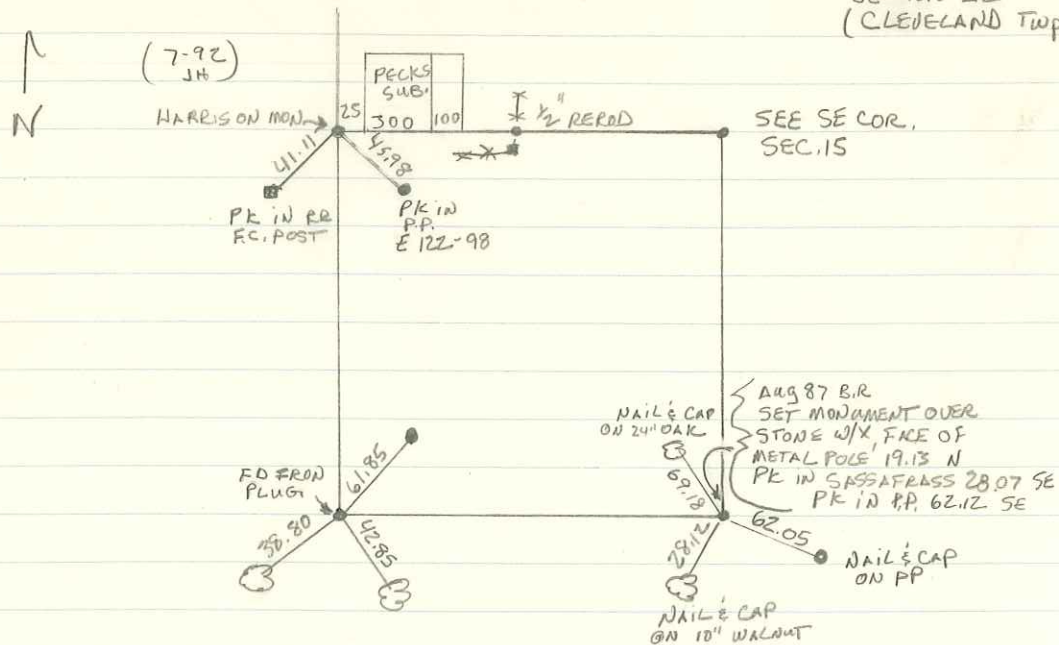 (CLEVELAND TWP
N
(7-92)
JH
PECKS
SUB.
HARRISON MON.
25
300
100
1/2" REROD
SEE SE COR.
SEC. 15
41.11
45.98
PK IN RR
F.C. POST
PK IN
P.P.
E 122-98
NAIL & CAP
ON 24" OAK
AUG 87 B.R
SET MONUMENT OVER
STONE W/X, FACE OF
METAL POLE 19.13 N
PK IN SASSAFRASS 28.07 SE
PK IN P.P. 62.12 SE
FD IRON
PLUG
61.85
38.80
42.85
69.18
28.12
62.05
NAIL & CAP
ON PP
NAIL & CAP
ON 10" WALNUT